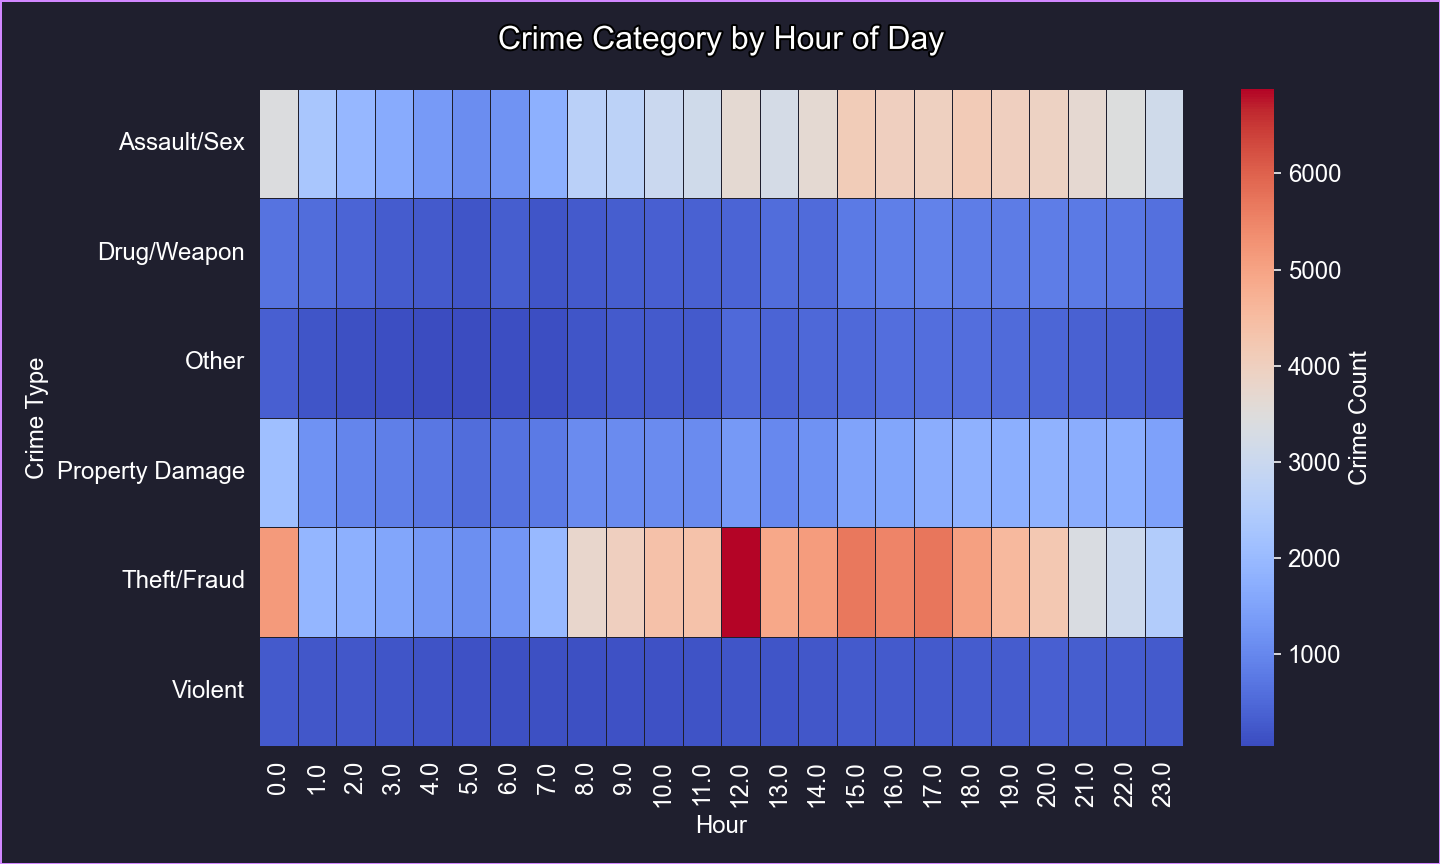 Crime Category by Hour of Day
Crime Type
Assault/Sex
Drug/Weapon
Other
Property Damage
Theft/Fraud
Violent
0.0 1.0 2.0 3.0 4.0 5.0 6.0 7.0 8.0 9.0 10.0 11.0 12.0 13.0 14.0 15.0 16.0 17.0 18.0 19.0 20.0 21.0 22.0 23.0
Hour
6000
5000
4000
3000
2000
1000
Crime Count